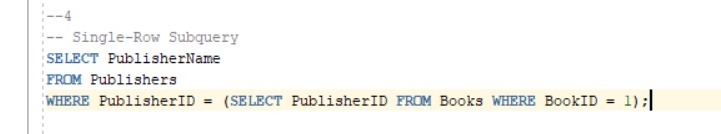 --4
-- Single-Row Subquery
SELECT PublisherName
FROM Publishers
WHERE PublisherID = (SELECT PublisherID FROM Books WHERE BookID = 1);